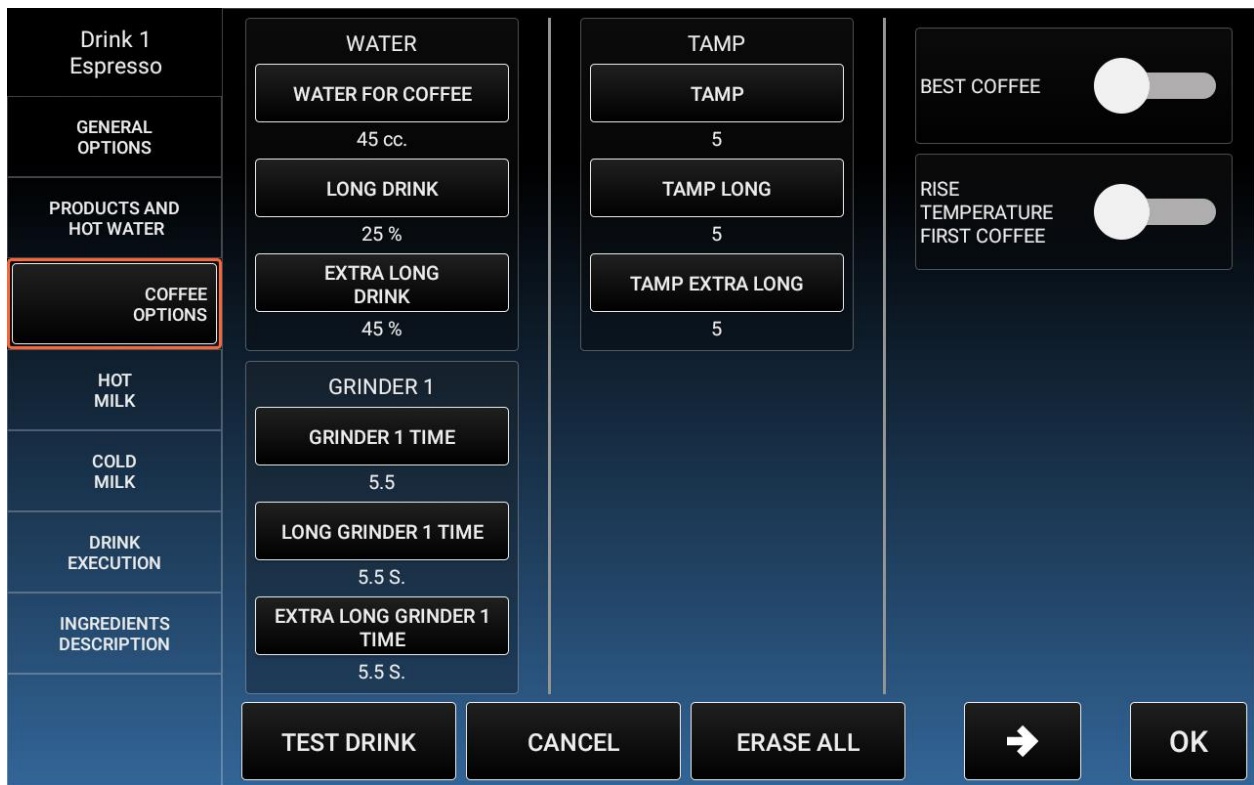 Drink 1
Espresso
GENERAL
OPTIONS
PRODUCTS AND
HOT WATER
COFFEE
OPTIONS
HOT
MILK
COLD
MILK
DRINK
EXECUTION
INGREDIENTS
DESCRIPTION
WATER
WATER FOR COFFEE
45 cc.
LONG DRINK
25 %
EXTRA LONG
DRINK
45 %
GRINDER 1
GRINDER 1 TIME
5.5
LONG GRINDER 1 TIME
5.5 S.
EXTRA LONG GRINDER 1
TIME
5.5 S.
TAMP
TAMP
5
TAMP LONG
5
TAMP EXTRA LONG
5
BEST COFFEE
RISE
TEMPERATURE
FIRST COFFEE
TEST DRINK
CANCEL
ERASE ALL
OK